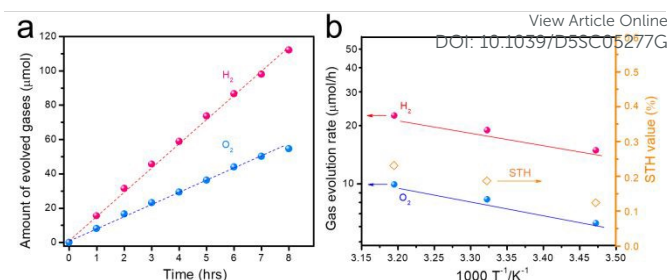 View Article Online
DOI: 10.1039/D5SC05277G
a
Amount of evolved gases (μmol)
120
100
80
60
40
20
0
H2
O2
0 1 2 3 4 5 6 7 8
Time (hrs)
b
Gas evolution rate (μmol/h)
50
40
30
20
10
H2
STH
O2
3.15 3.20 3.25 3.30 3.35 3.40 3.45 3.50
1000 T⁻¹/K⁻¹
STH value (%)
0.5
0.4
0.3
0.2
0.1
0.0